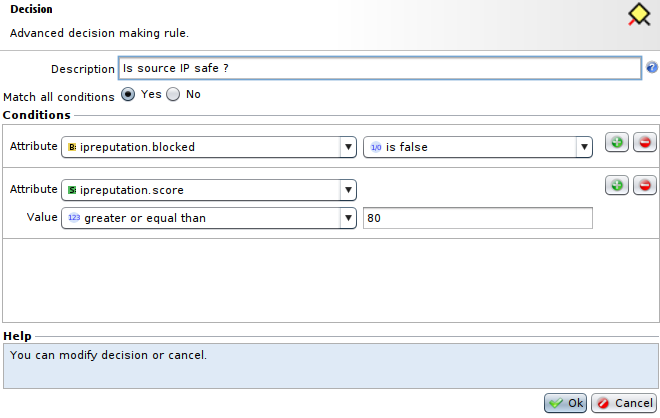 Decision
Advanced decision making rule.
Description Is source IP safe ?
Match all conditions Yes No
Conditions
Attribute B ipreputation.blocked 1/0 is false
Attribute S ipreputation.score
Value 123 greater or equal than 80
Help
You can modify decision or cancel.
Ok Cancel